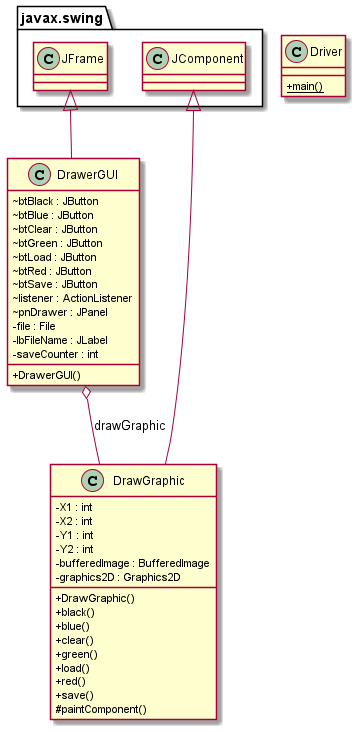 javax.swing
C JFrame
C JComponent
C Driver
+main()
C DrawerGUI
~btBlack : JButton
~btBlue : JButton
~btClear : JButton
~btGreen : JButton
~btLoad : JButton
~btRed : JButton
~btSave : JButton
~listener : ActionListener
~pnDrawer : JPanel
-file : File
-lbFileName : JLabel
-saveCounter : int
+DrawerGUI()
drawGraphic
C DrawGraphic
-X1 : int
-X2 : int
-Y1 : int
-Y2 : int
-bufferedImage : BufferedImage
-graphics2D : Graphics2D
+DrawGraphic()
+black()
+blue()
+clear()
+green()
+load()
+red()
+save()
#paintComponent()